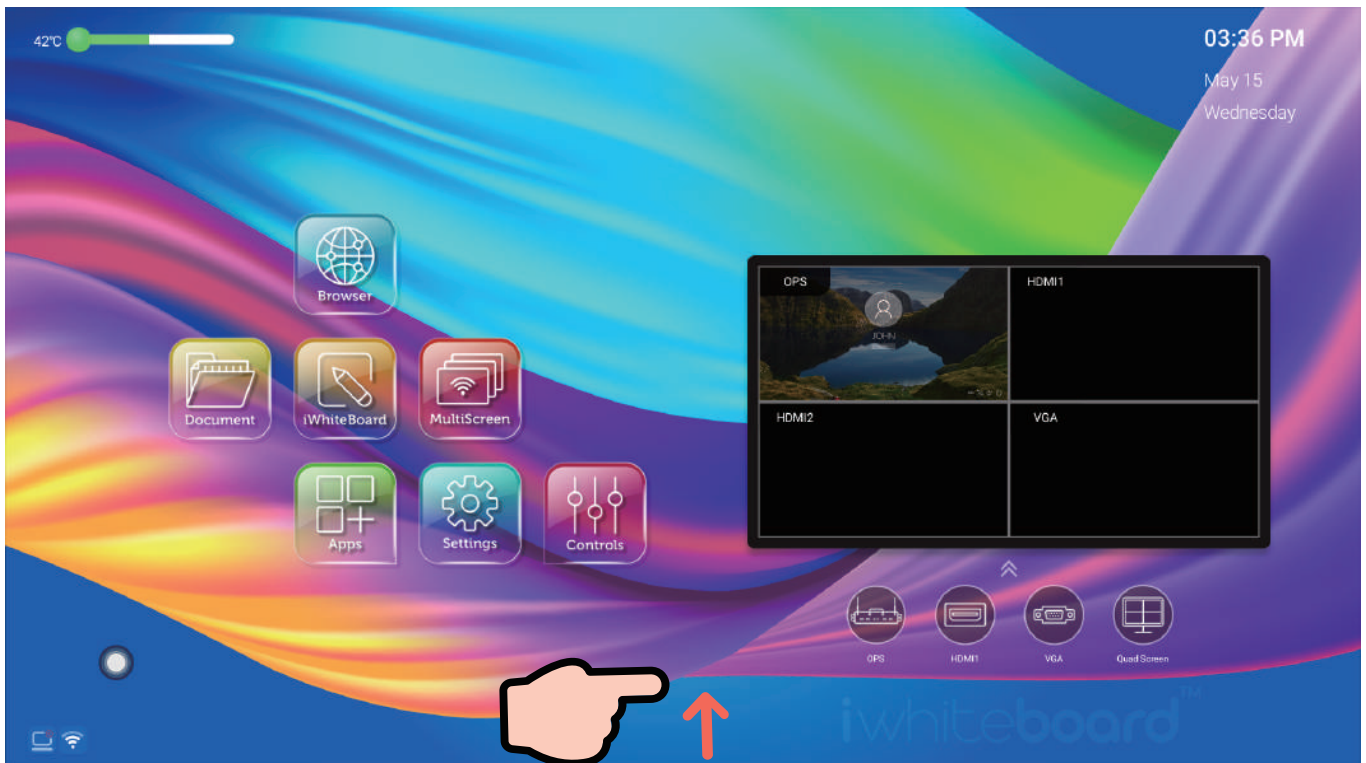 42°C
03:36 PM
May 15
Wednesday
Browser
OPS
HDMI1
JOHN
Document
iWhiteBoard
MultiScreen
HDMI2
VGA
Apps
Settings
Controls
OPS
HDMI1
VGA
Quad Screen
iwhiteboard™